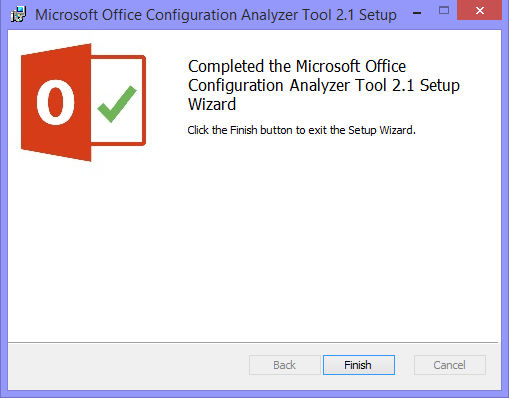 Microsoft Office Configuration Analyzer Tool 2.1 Setup
O
Completed the Microsoft Office
Configuration Analyzer Tool 2.1 Setup
Wizard
Click the Finish button to exit the Setup Wizard.
Back
Finish
Cancel